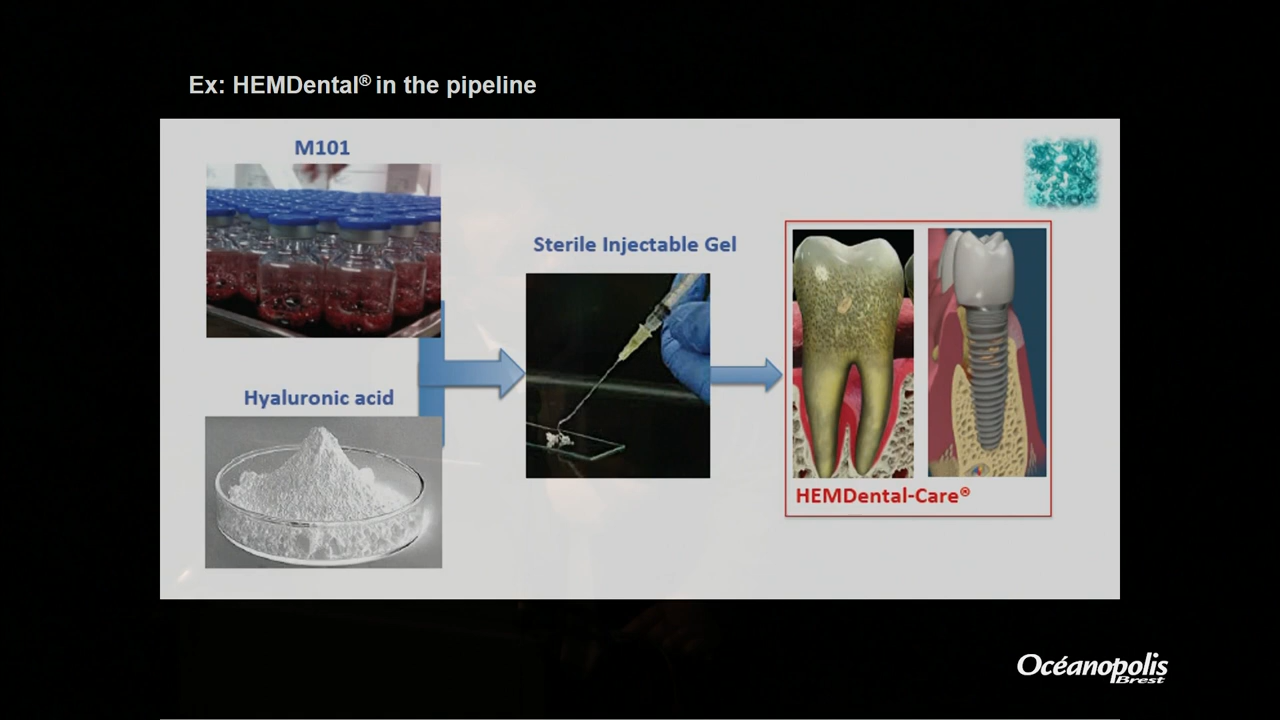 Ex: HEMDental® in the pipeline
M101
Sterile Injectable Gel
Hyaluronic acid
HEMDental-Care®
Océanopolis
Brest